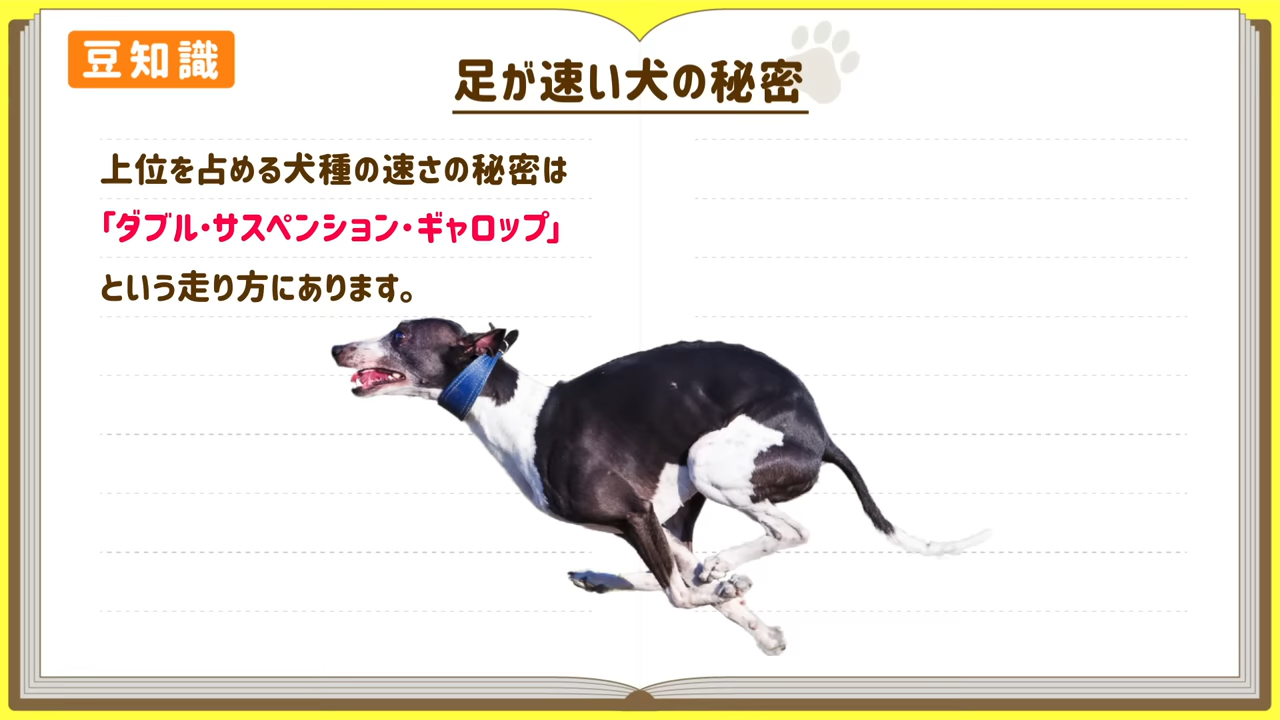 豆知識
足が速い犬の秘密
上位を占める犬種の速さの秘密は
「ダブル・サスペンション・ギャロップ」
という走り方にあります。